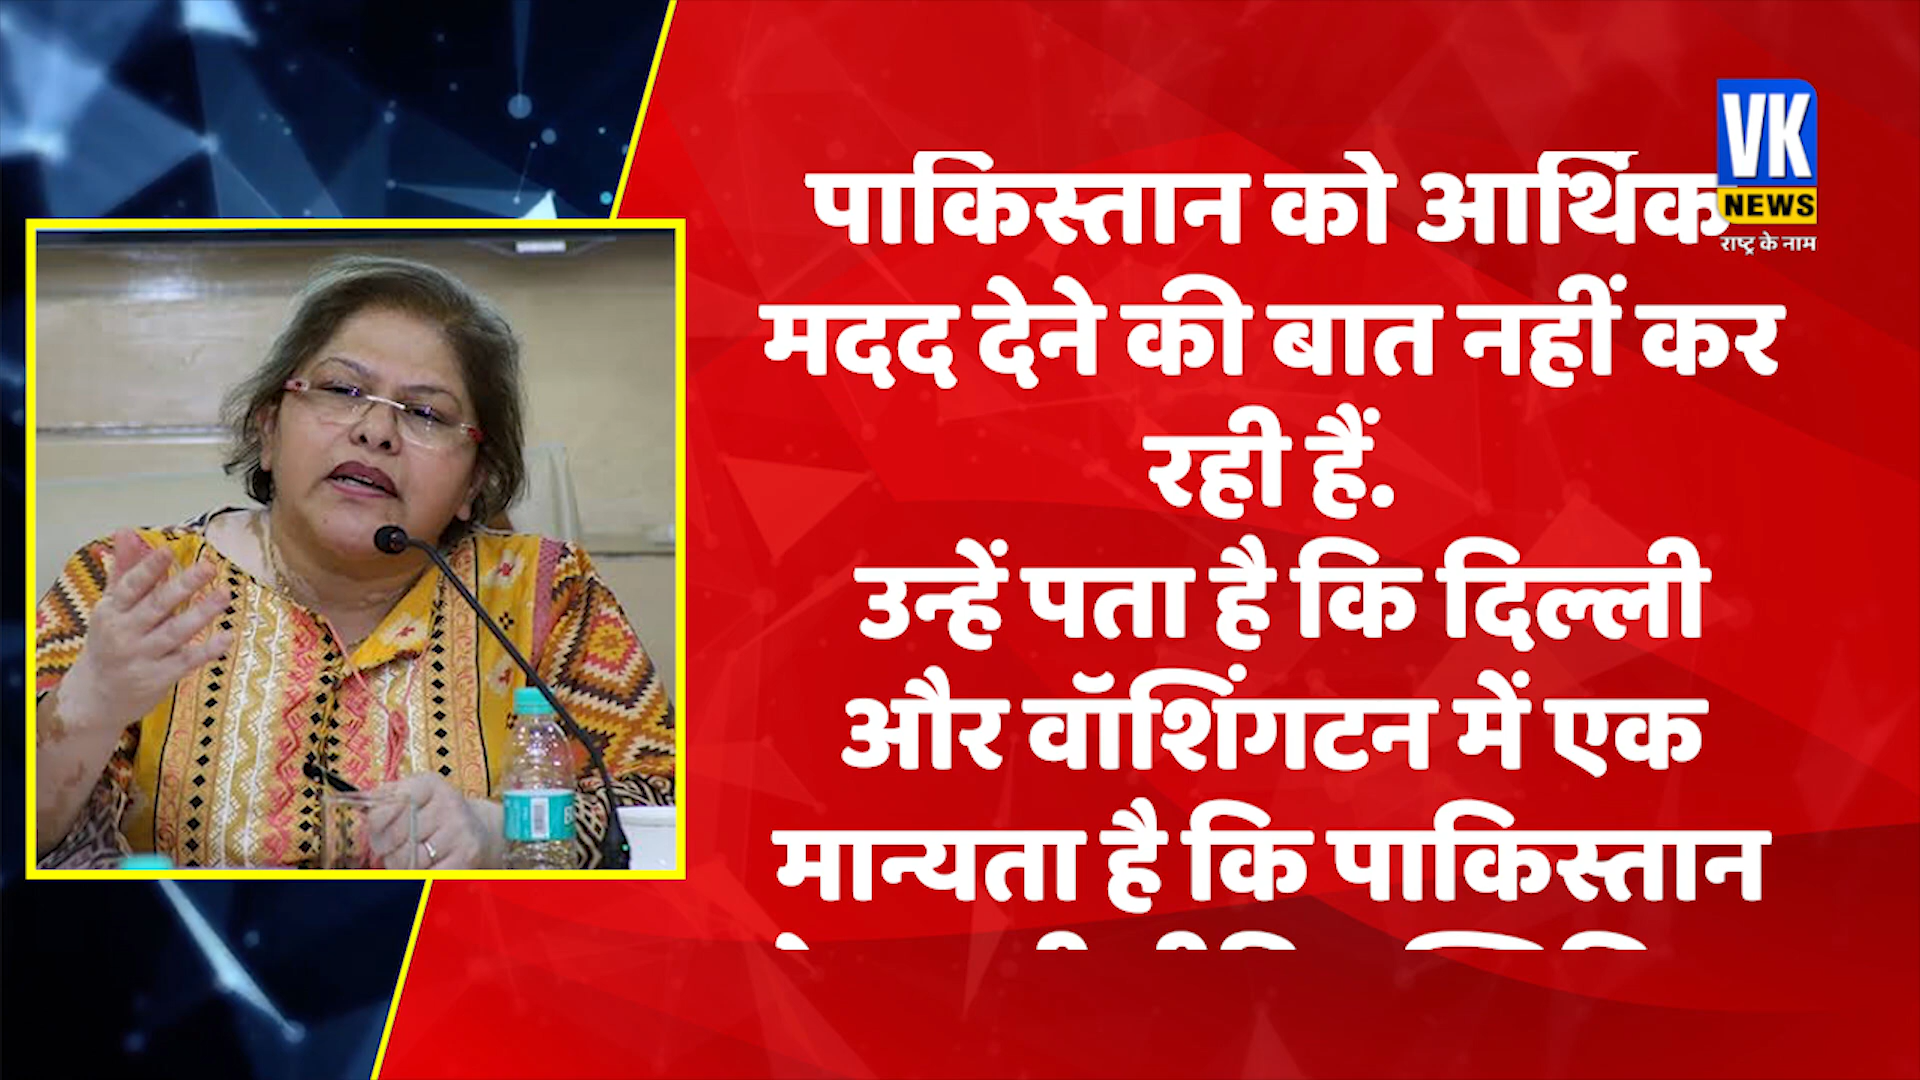 VK
NEWS
राष्ट्र के नाम
पाकिस्तान को आर्थिक
मदद देने की बात नहीं कर
रही हैं.
उन्हें पता है कि दिल्ली
और वॉशिंगटन में एक
मान्यता है कि पाकिस्तान